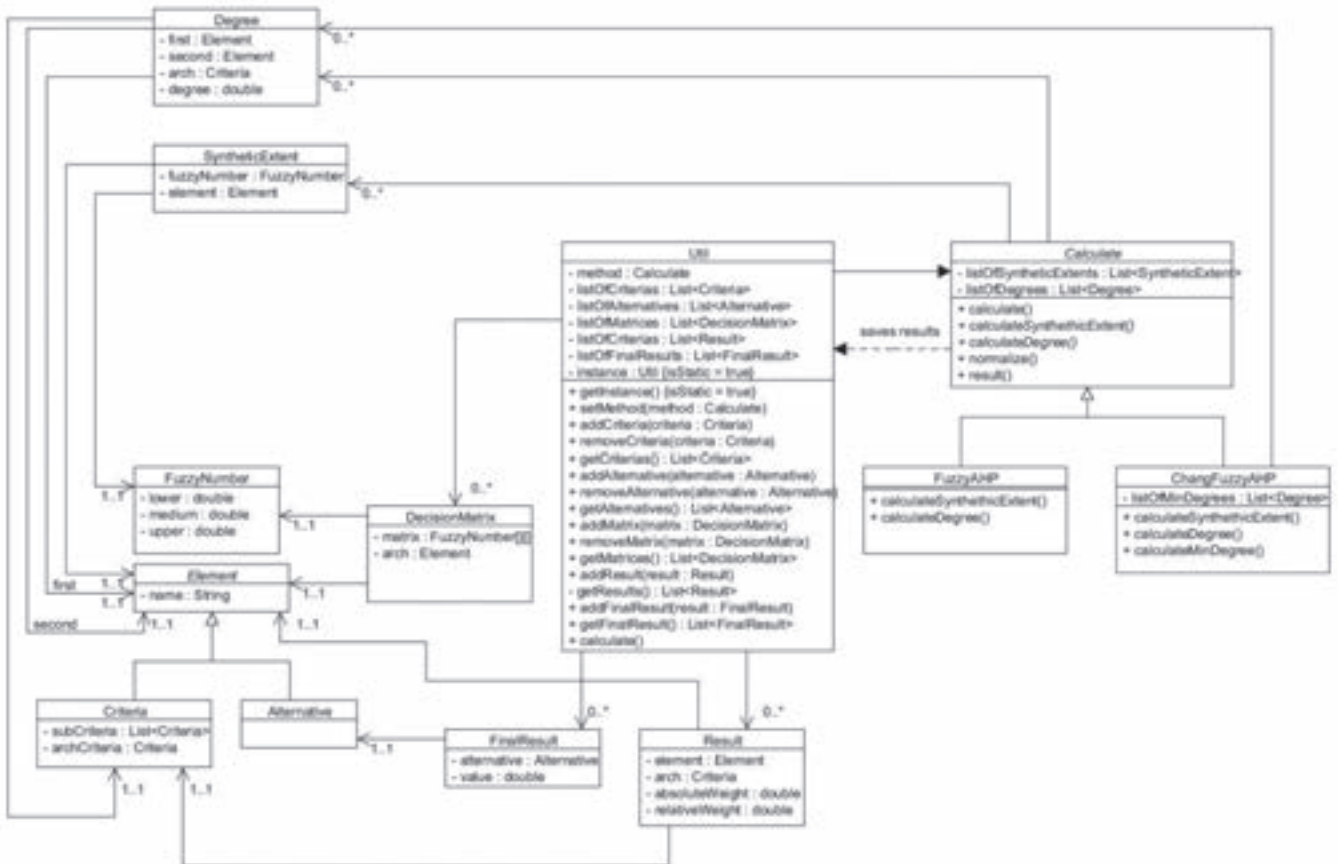 Degree
- first : Element
- second : Element
- arch : Criteria
- degree : double
0..*
0..*
SyntheticExtent
- fuzzyNumber : FuzzyNumber
- element : Element
0..*
Util
- method : Calculate
- listOfCriterias : List<Criteria>
- listOfAlternatives : List<Alternative>
- listOfMatrices : List<DecisionMatrix>
- listOfCriterias : List<Result>
- listOfFinalResults : List<FinalResult>
- instance : Util {isStatic = true}
+ getInstance() {isStatic = true}
+ setMethod(method : Calculate)
+ addCriteria(criteria : Criteria)
+ removeCriteria(criteria : Criteria)
+ getCriterias() : List<Criteria>
+ addAlternative(alternative : Alternative)
+ removeAlternative(alternative : Alternative)
+ getAlternatives() : List<Alternative>
+ addMatrix(matrix : DecisionMatrix)
+ removeMatrix(matrix : DecisionMatrix)
+ getMatrices() : List<DecisionMatrix>
+ addResult(result : Result)
- getResults() : List<Result>
+ addFinalResult(result : FinalResult)
+ getFinalResult() : List<FinalResult>
+ calculate()
Calculate
- listOfSyntheticExtents : List<SyntheticExtent>
- listOfDegrees : List<Degree>
+ calculate()
+ calculateSynthethicExtent()
+ calculateDegree()
+ normalize()
+ result()
saves results
FuzzyAHP
+ calculateSynthethicExtent()
+ calculateDegree()
ChangFuzzyAHP
- listOfMinDegrees : List<Degree>
+ calculateSynthethicExtent()
+ calculateDegree()
+ calculateMinDegree()
FuzzyNumber
- lower : double
- medium : double
- upper : double
1..1
1..1
0..*
DecisionMatrix
- matrix : FuzzyNumber[][]
- arch : Element
Element
- name : String
first
1..1
1..1
1..1
second
1..1
1..1
Criteria
- subCriteria : List<Criteria>
- archCriteria : Criteria
Alternative
1..1
0..*
FinalResult
- alternative : Alternative
- value : double
0..*
Result
- element : Element
- arch : Criteria
- absoluteWeight : double
- relativeWeight : double
1..1
1..1